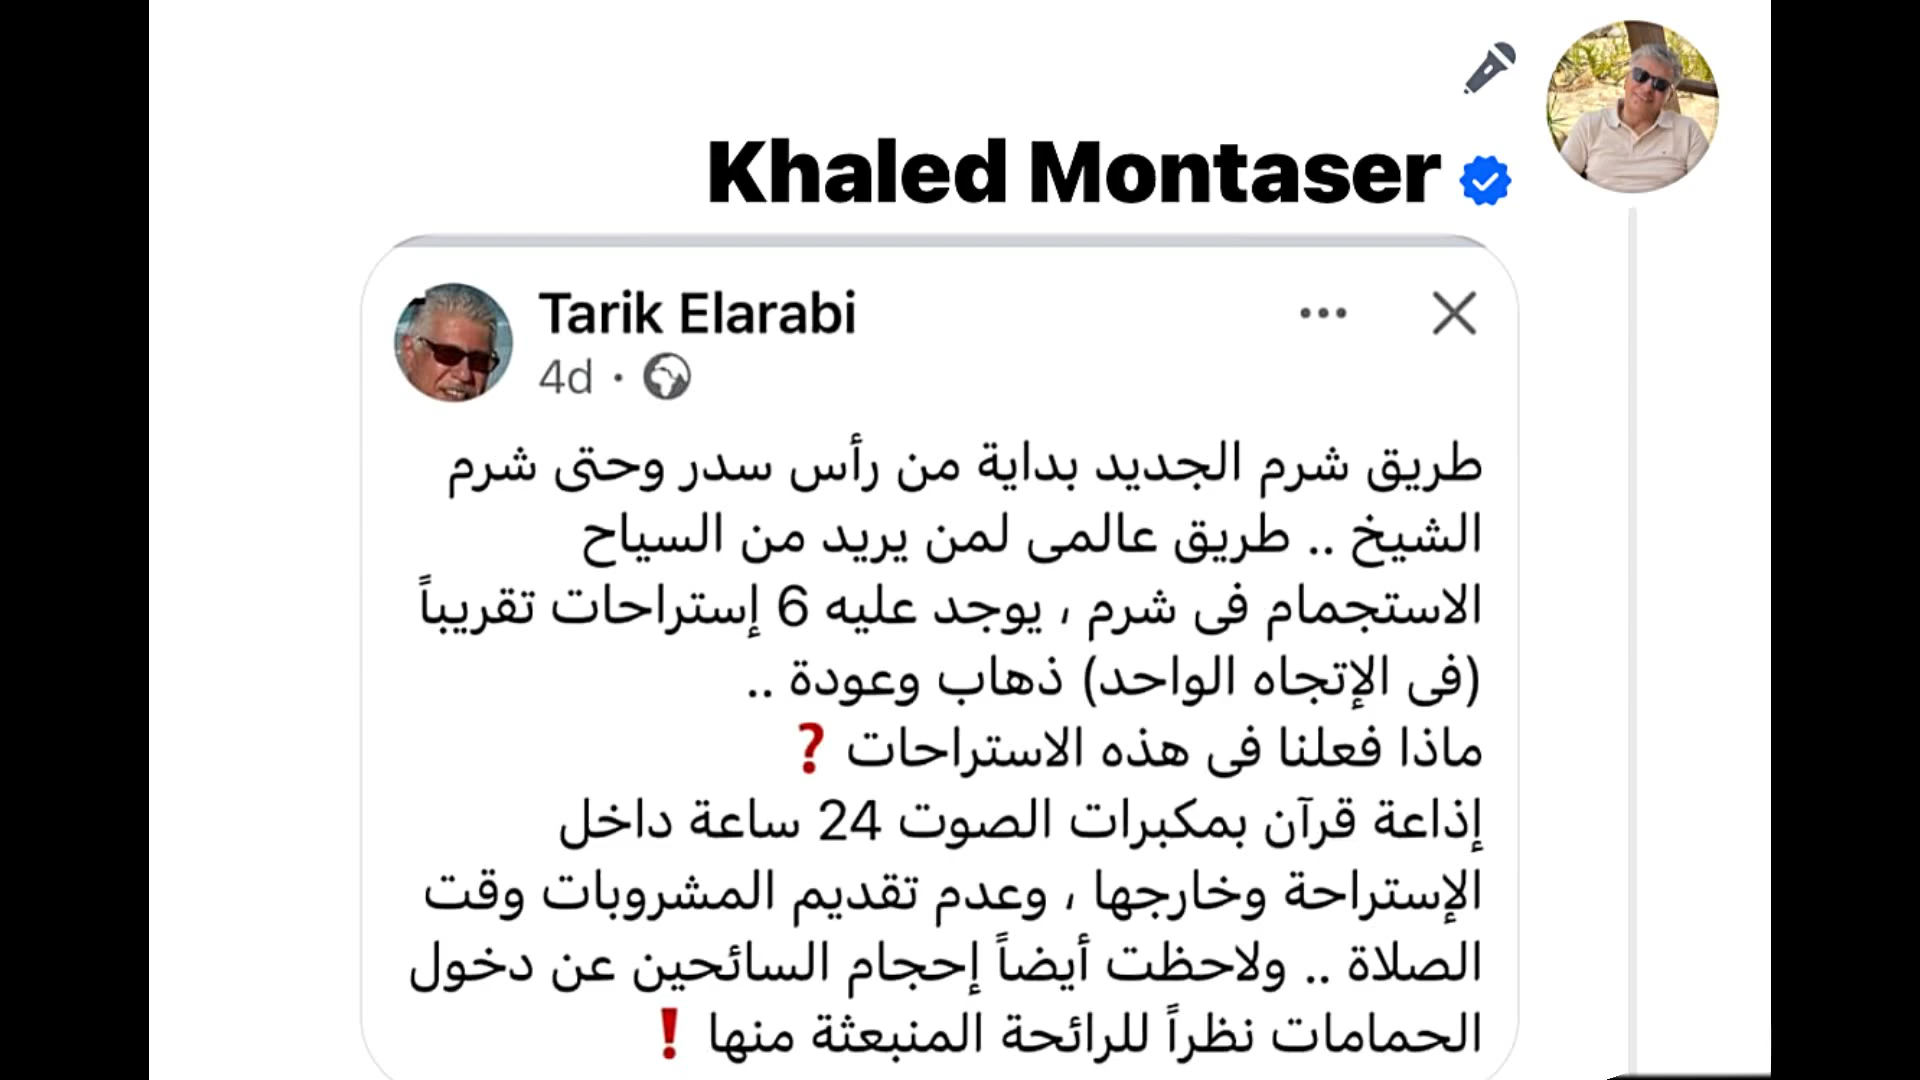 Khaled Montaser
Tarik Elarabi
4d ·
طريق شرم الجديد بداية من رأس سدر وحتى شرم
الشيخ .. طريق عالمى لمن يريد من السياح
الاستجمام فى شرم ، يوجد عليه 6 إستراحات تقريباً
(فى الإتجاه الواحد) ذهاب وعودة ..
ماذا فعلنا فى هذه الاستراحات ❓
إذاعة قرآن بمكبرات الصوت 24 ساعة داخل
الإستراحة وخارجها ، وعدم تقديم المشروبات وقت
الصلاة .. ولاحظت أيضاً إحجام السائحين عن دخول
الحمامات نظراً للرائحة المنبعثة منها ❗